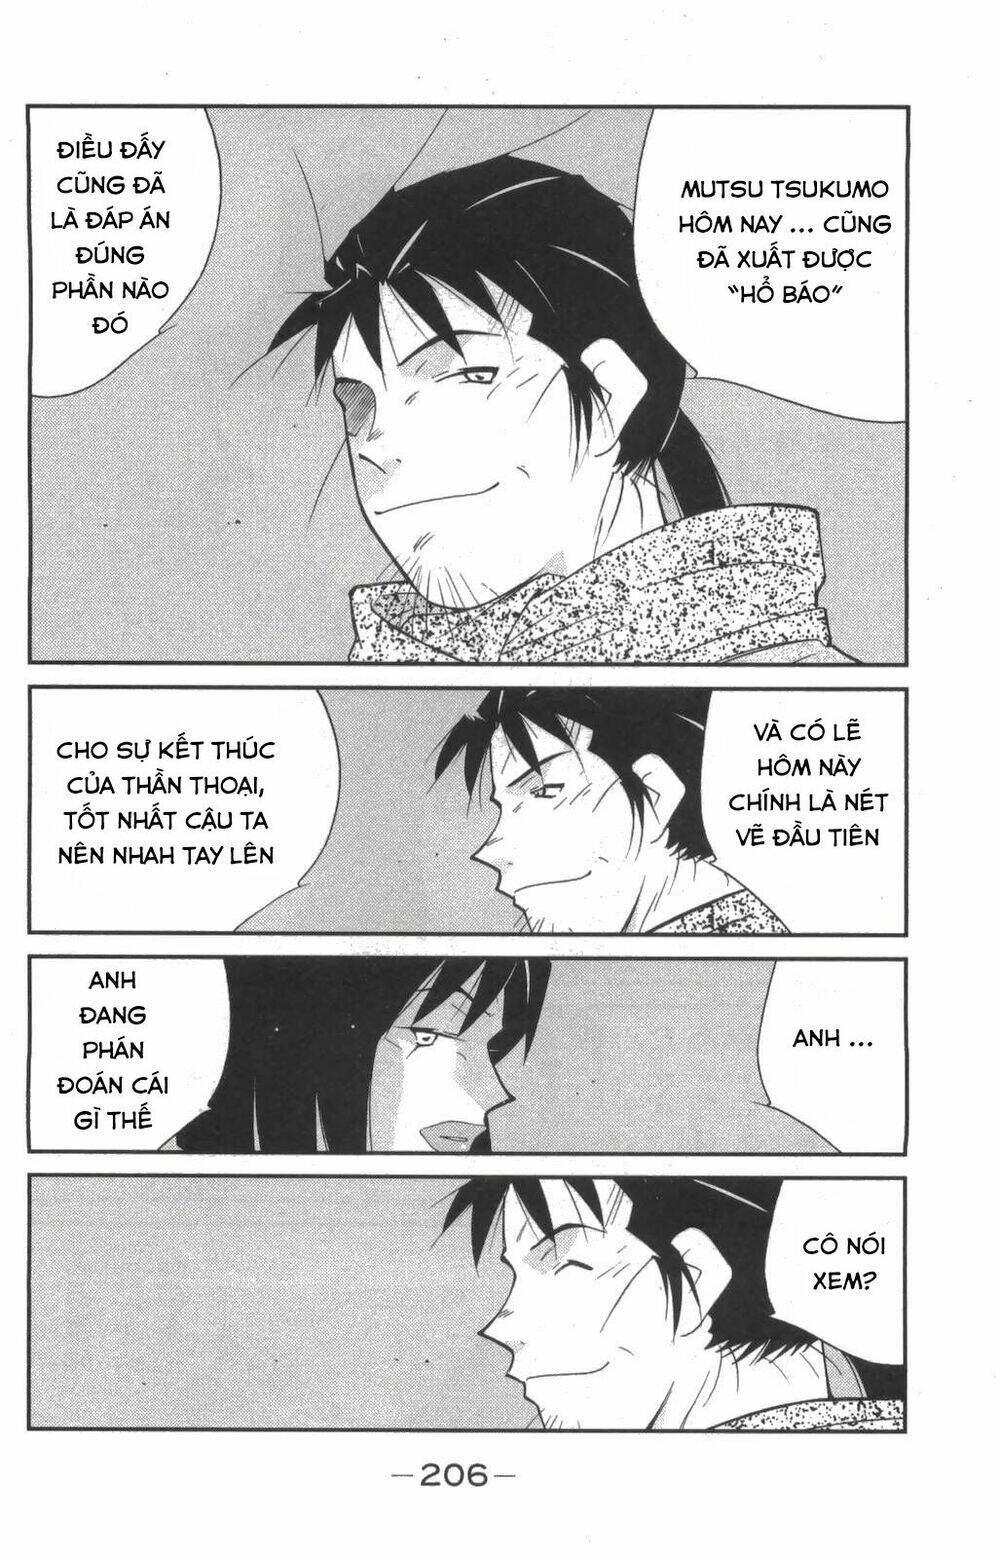 MUTSU TSUKUMO
HÔM NAY ... CŨNG
ĐÃ XUẤT ĐƯỢC
"HỔ BÁO"
ĐIỀU ĐẤY
CŨNG ĐÃ
LÀ ĐÁP ÁN
ĐÚNG
PHẦN NÀO
ĐÓ
VÀ CÓ LẼ
HÔM NÀY
CHÍNH LÀ NÉT
VẼ ĐẦU TIÊN
CHO SỰ KẾT THÚC
CỦA THẦN THOẠI,
TỐT NHẤT CẬU TA
NÊN NHAH TAY LÊN
ANH ...
ANH
ĐANG
PHÁN
ĐOÁN CÁI
GÌ THẾ
CÔ NÓI
XEM?
—206—